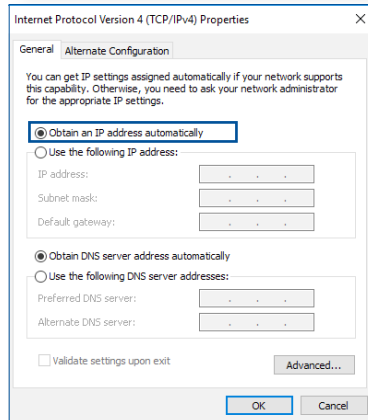 Internet Protocol Version 4 (TCP/IPv4) Properties
General
Alternate Configuration
You can get IP settings assigned automatically if your network supports
this capability. Otherwise, you need to ask your network administrator
for the appropriate IP settings.
Obtain an IP address automatically
Use the following IP address:
IP address:
Subnet mask:
Default gateway:
Obtain DNS server address automatically
Use the following DNS server addresses:
Preferred DNS server:
Alternate DNS server:
Validate settings upon exit
Advanced...
OK
Cancel